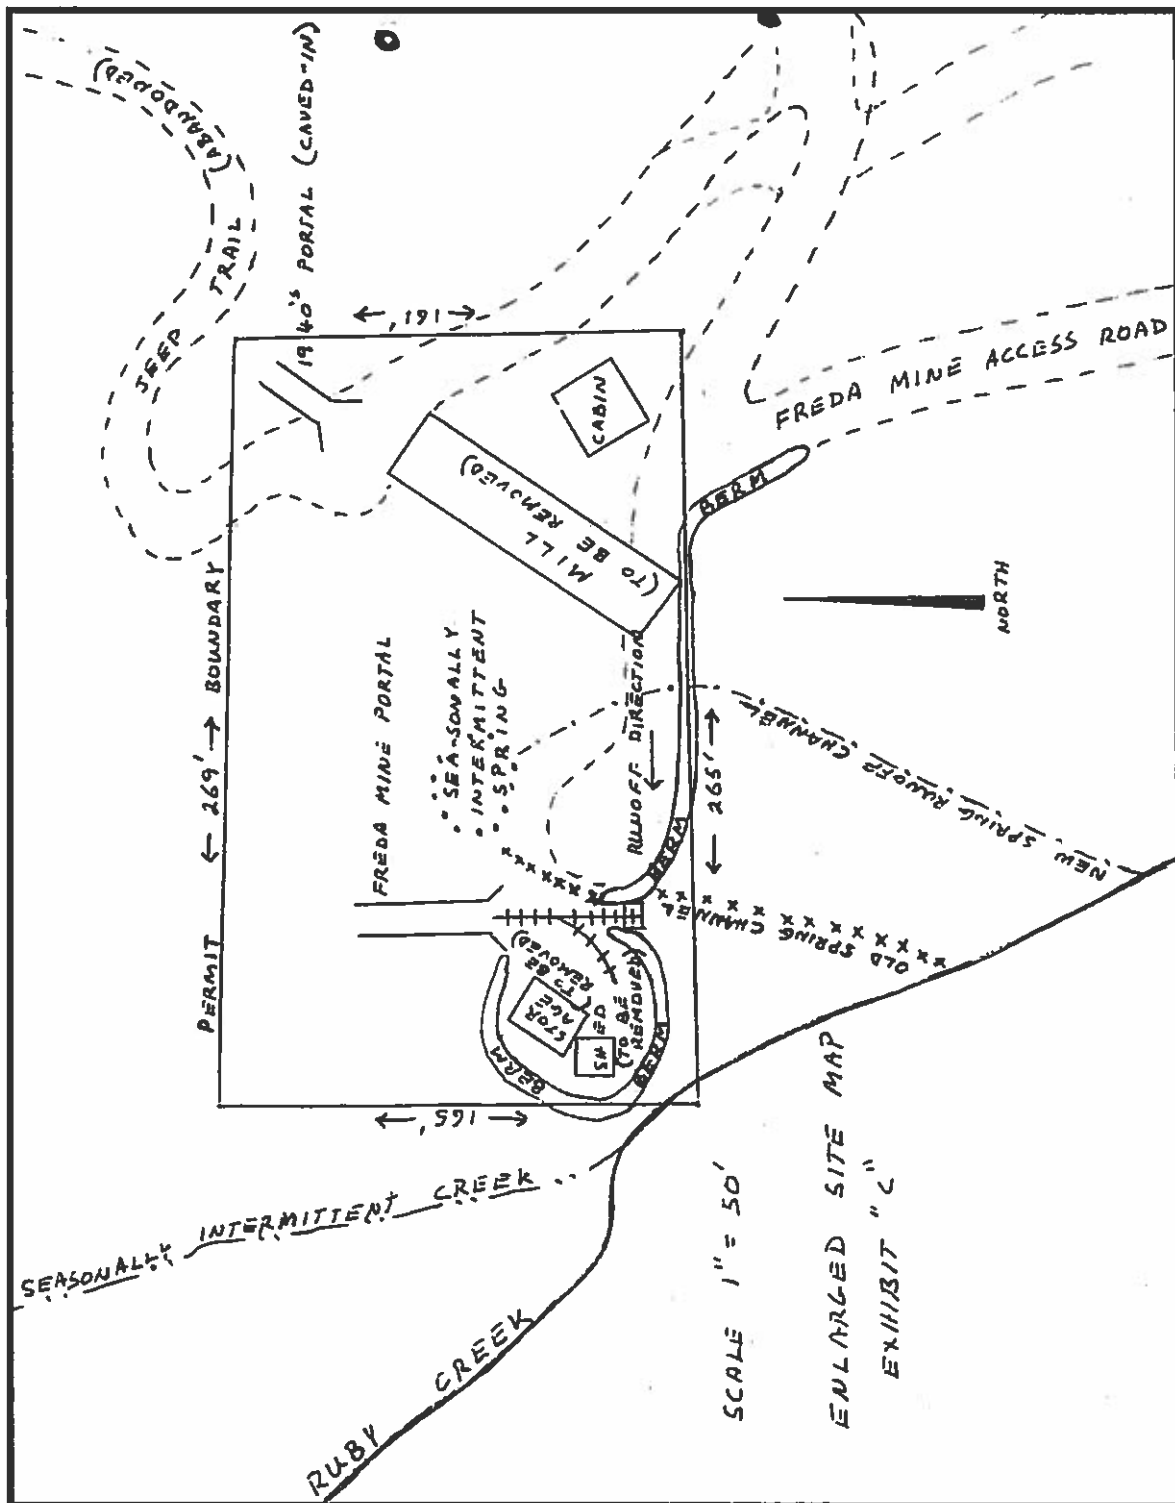 (ABANDONED)
JEEP TRAIL
1940'S PORTAL (CAVED-IN)
161'
PERMIT ← 269' → BOUNDARY
CABIN
MILL
(TO BE REMOVED)
BERM
FREDA MINE ACCESS ROAD
NORTH
FREDA MINE PORTAL
SEASONALLY
INTERMITTENT
SPRING
RUNOFF DIRECTION
← 265' →
BERM
NEW SPRING RUNOFF CHANNEL
OLD SPRING CHANNEL
STOR
AGE
(TO BE
REMOVED)
SHED
(TO BE
REMOVED)
BERM
BERM
← 165' →
SEASONALL INTERMITTENT CREEK
RUBY CREEK
SCALE 1" = 50'
ENLARGED SITE MAP
EXHIBIT "C"